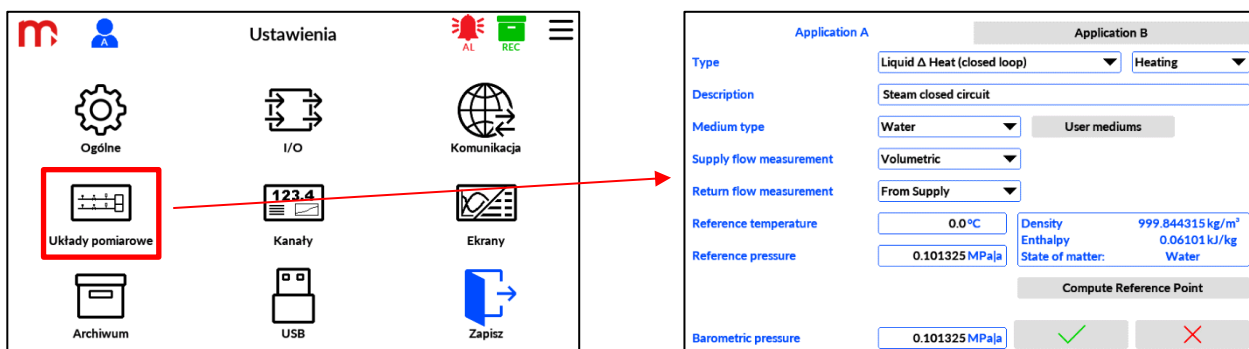 m
A
Ustawienia
AL
REC
Ogólne
I/O
Komunikacja
123.4
Układy pomiarowe
Kanały
Ekrany
Archiwum
USB
Zapisz
Application A
Application B
Type
Liquid Δ Heat (closed loop)
Heating
Description
Steam closed circuit
Medium type
Water
User mediums
Supply flow measurement
Volumetric
Return flow measurement
From Supply
Reference temperature
0.0 °C
Density 999.844315 kg/m³
Enthalpy 0.06101 kJ/kg
Reference pressure
0.101325 MPa|a
State of matter: Water
Compute Reference Point
Barometric pressure
0.101325 MPa|a